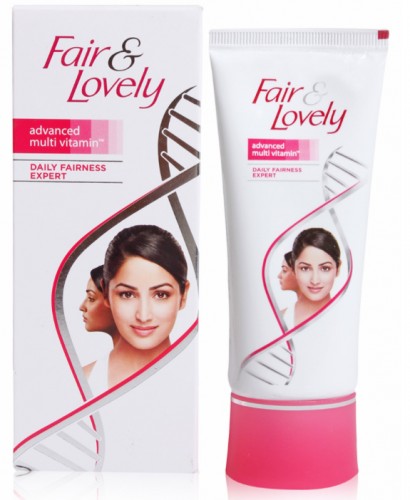 Fair &
Lovely
advanced
multi vitamin™
DAILY FAIRNESS
EXPERT
Fair &
Lovely
advanced
multi vitamin™
DAILY FAIRNESS
EXPERT